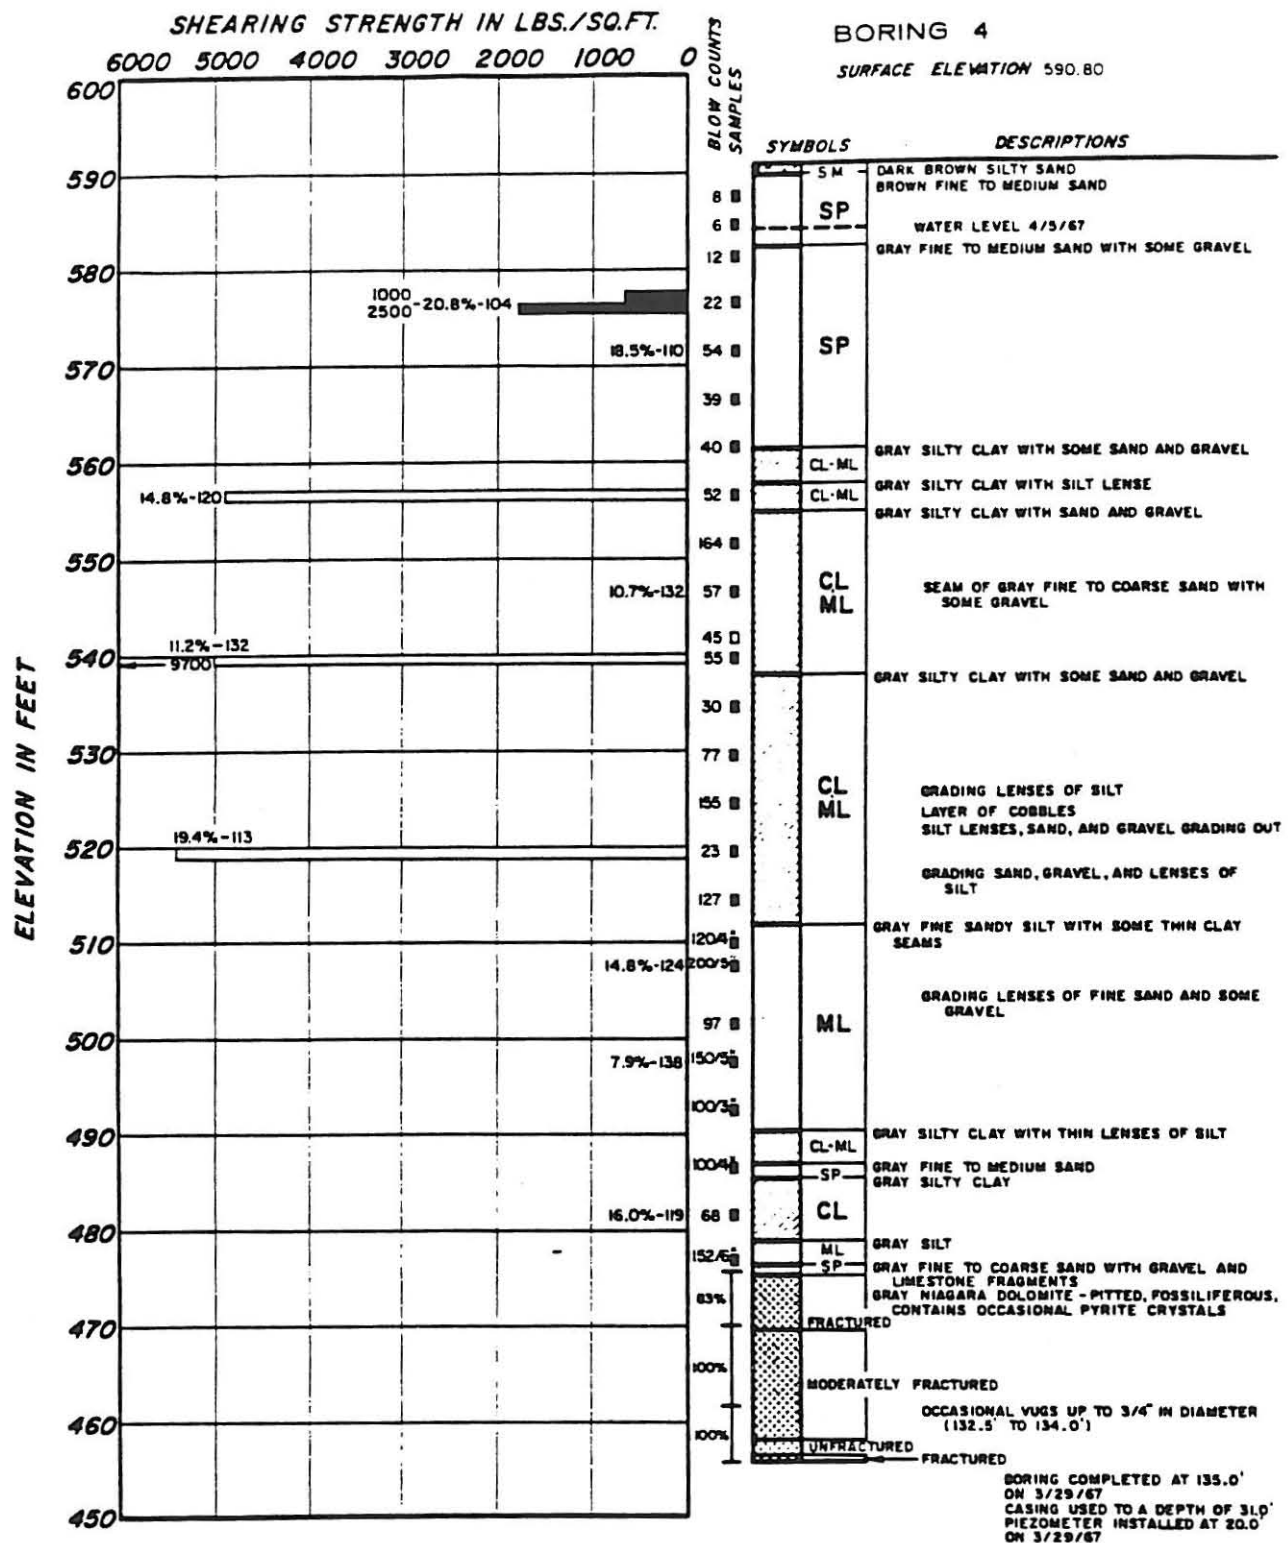 SHEARING STRENGTH IN LBS./SQ.FT.
6000 5000 4000 3000 2000 1000 0
BLOW COUNTS
SAMPLES
BORING 4
SURFACE ELEVATION 590.80
SYMBOLS
DESCRIPTIONS
ELEVATION IN FEET
600
590
580
570
560
550
540
530
520
510
500
490
480
470
460
450
1000
2500
-20.8%-104
18.5%-110
14.8%-120
10.7%-132
11.2%-132
9700
19.4%-113
14.8%-124
7.9%-138
16.0%-119
8
6
12
22
54
39
40
52
164
57
45
55
30
77
155
23
127
120/4"
200/5"
97
150/5"
100/3"
100/4"
68
152/6"
83%
100%
100%
SM
SP
SP
CL-ML
CL-ML
CL
ML
CL
ML
ML
CL-ML
SP
CL
ML
SP
DARK BROWN SILTY SAND
BROWN FINE TO MEDIUM SAND
WATER LEVEL 4/5/67
GRAY FINE TO MEDIUM SAND WITH SOME GRAVEL
GRAY SILTY CLAY WITH SOME SAND AND GRAVEL
GRAY SILTY CLAY WITH SILT LENSE
GRAY SILTY CLAY WITH SAND AND GRAVEL
SEAM OF GRAY FINE TO COARSE SAND WITH
SOME GRAVEL
GRAY SILTY CLAY WITH SOME SAND AND GRAVEL
GRADING LENSES OF SILT
LAYER OF COBBLES
SILT LENSES, SAND, AND GRAVEL GRADING OUT
GRADING SAND, GRAVEL, AND LENSES OF
SILT
GRAY FINE SANDY SILT WITH SOME THIN CLAY
SEAMS
GRADING LENSES OF FINE SAND AND SOME
GRAVEL
GRAY SILTY CLAY WITH THIN LENSES OF SILT
GRAY FINE TO MEDIUM SAND
GRAY SILTY CLAY
GRAY SILT
GRAY FINE TO COARSE SAND WITH GRAVEL AND
LIMESTONE FRAGMENTS
GRAY NIAGARA DOLOMITE - PITTED, FOSSILIFEROUS,
CONTAINS OCCASIONAL PYRITE CRYSTALS
FRACTURED
MODERATELY FRACTURED
OCCASIONAL VUGS UP TO 3/4" IN DIAMETER
(132.5' TO 134.0')
UNFRACTURED
FRACTURED
BORING COMPLETED AT 135.0'
ON 3/29/67
CASING USED TO A DEPTH OF 31.0'
PIEZOMETER INSTALLED AT 20.0'
ON 3/29/67